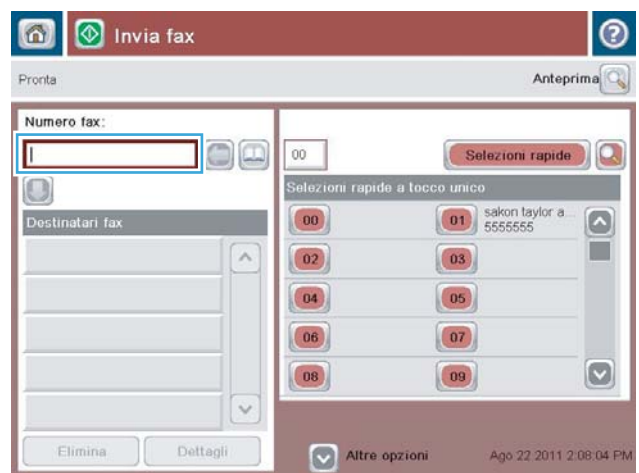 Invia fax
Pronta
Anteprima
Numero fax:
00
Selezioni rapide
Selezioni rapide a tocco unico
Destinatari fax
00
01
sakon taylor a...
5555555
02
03
04
05
06
07
08
09
Elimina
Dettagli
Altre opzioni
Ago 22 2011 2:08:04 PM